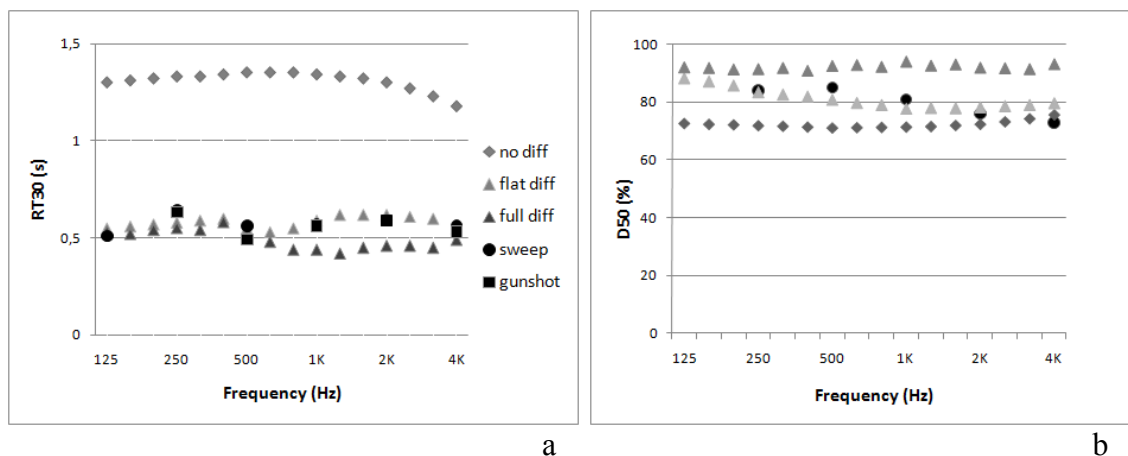 1,5
1
0,5
0
RT30 (s)
125 250 500 1K 2K 4K
Frequency (Hz)
no diff
flat diff
full diff
sweep
gunshot
a
100
80
60
40
20
0
D50 (%)
125 250 500 1K 2K 4K
Frequency (Hz)
b